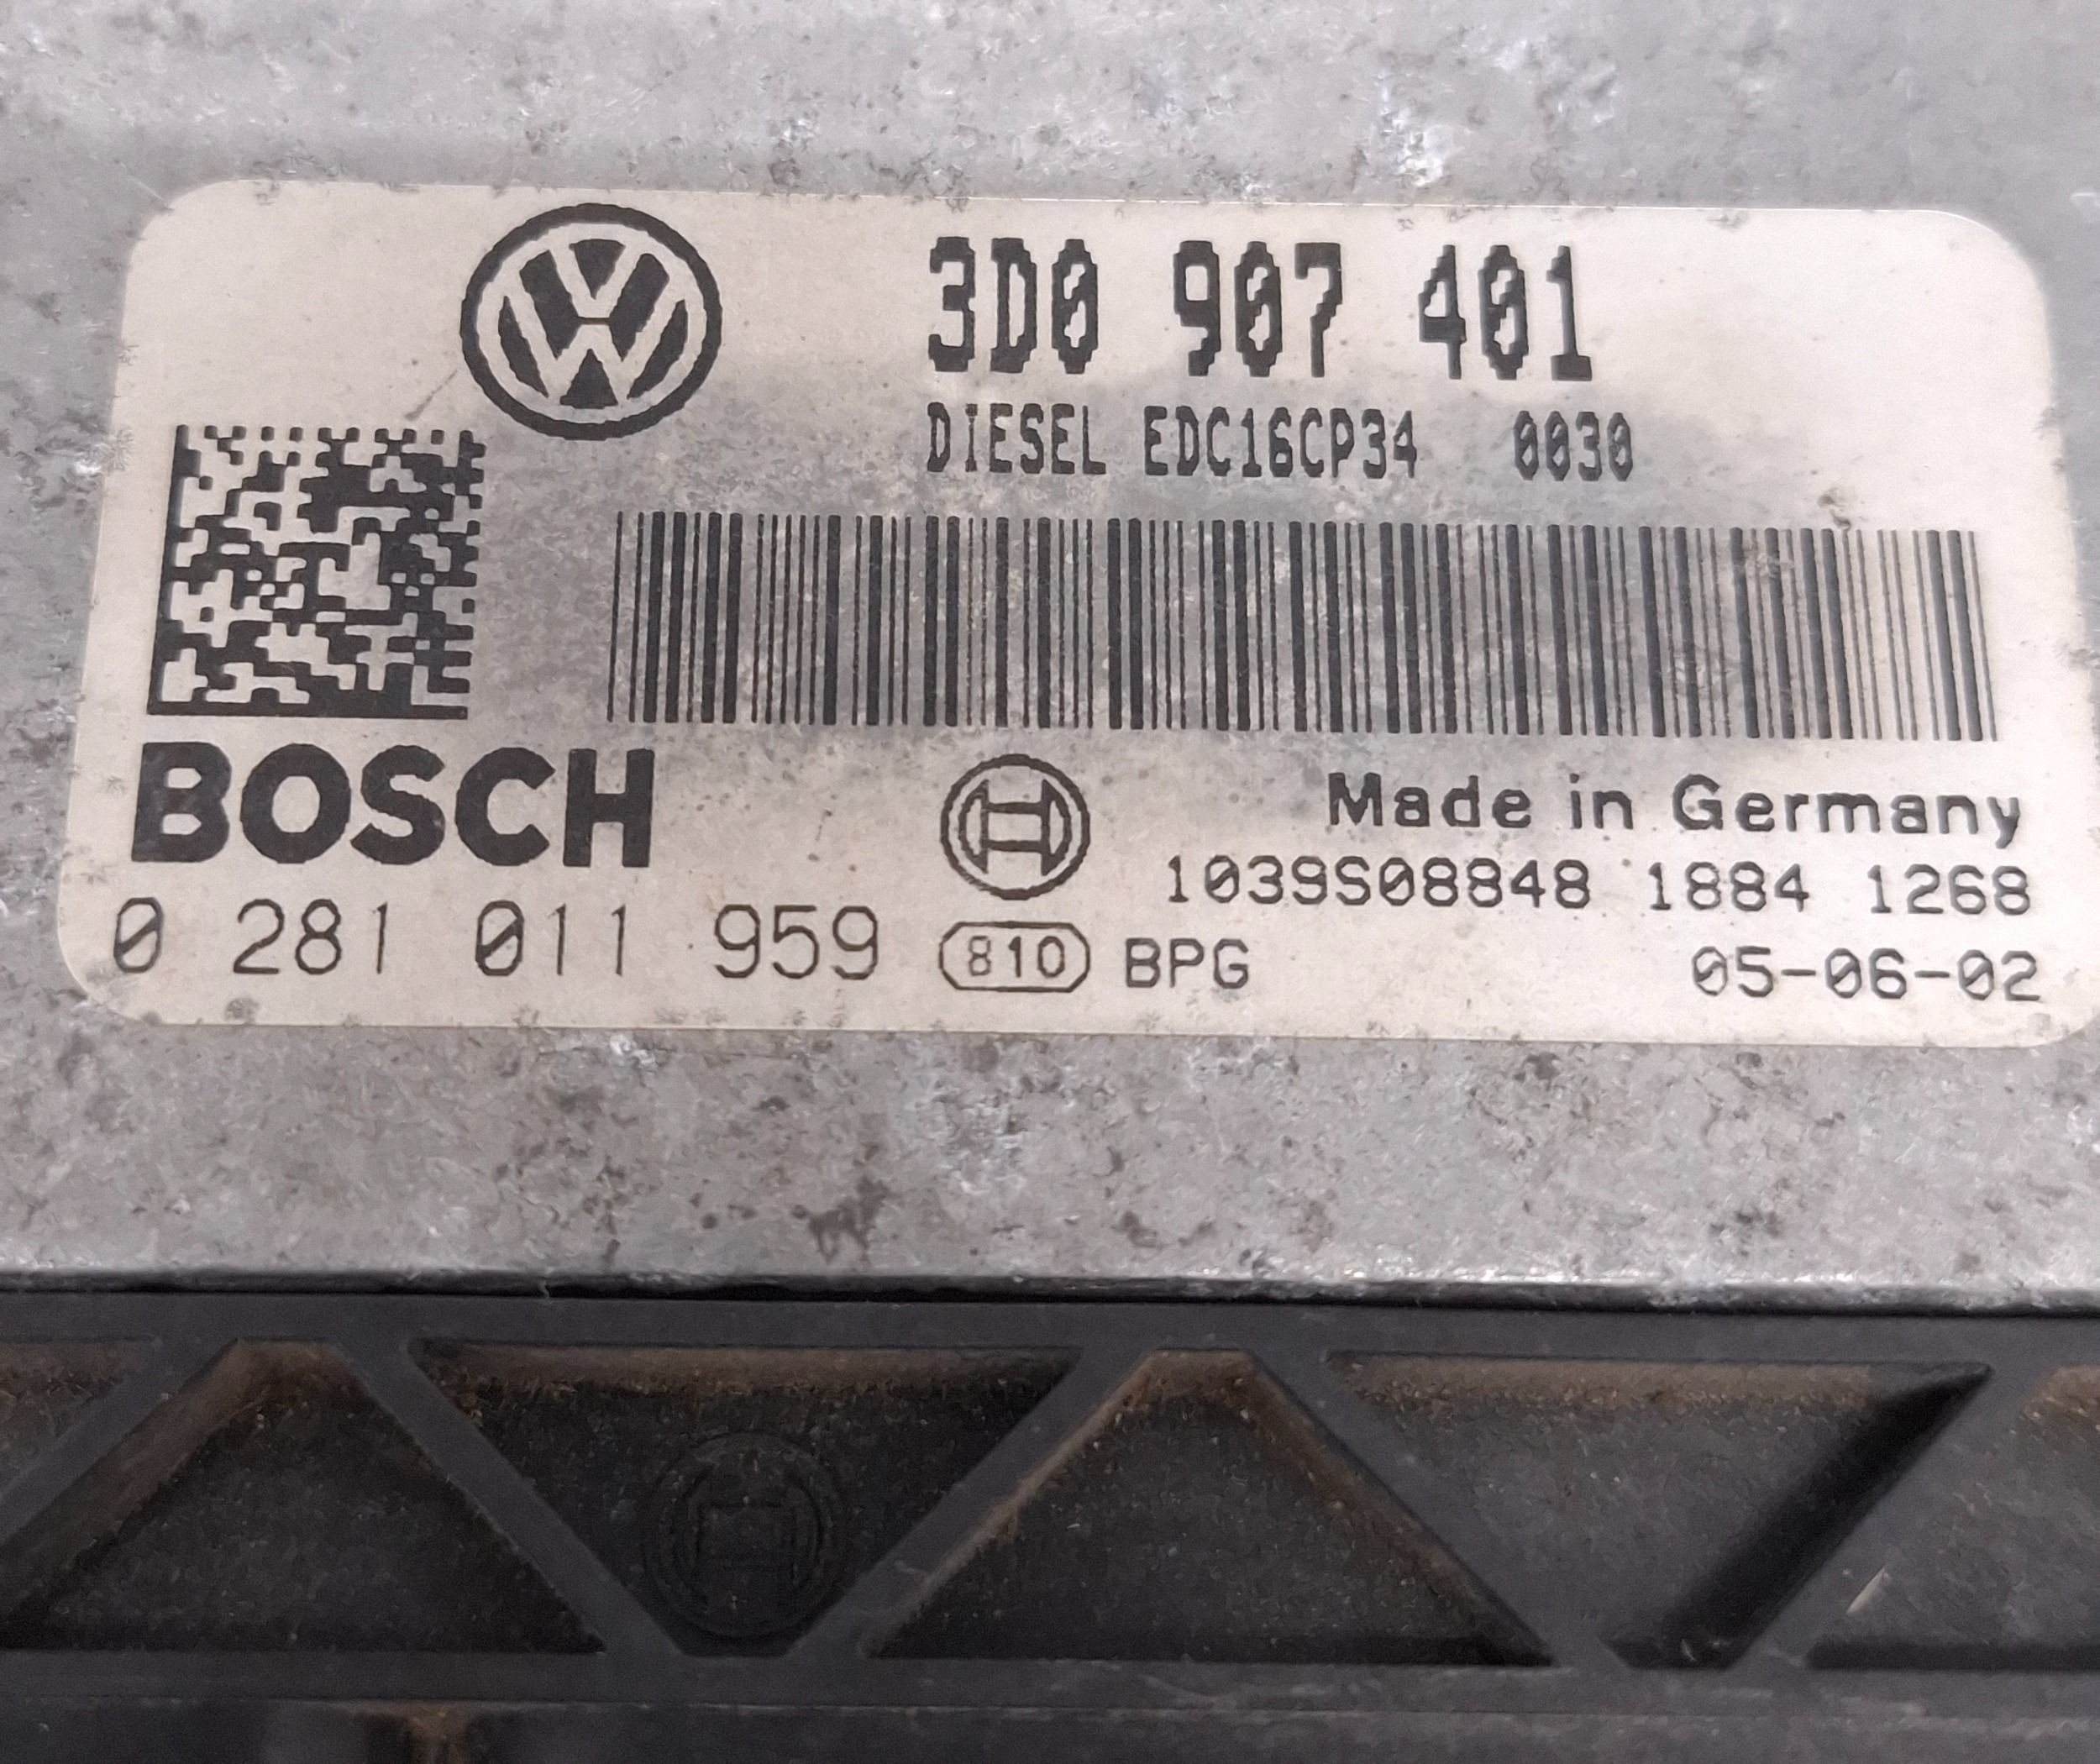 3D0 907 401
DIESEL EDC16CP34 0030
BOSCH
Made in Germany
1039S08848 1884 1268
0 281 011 959
810 BPG
05-06-02